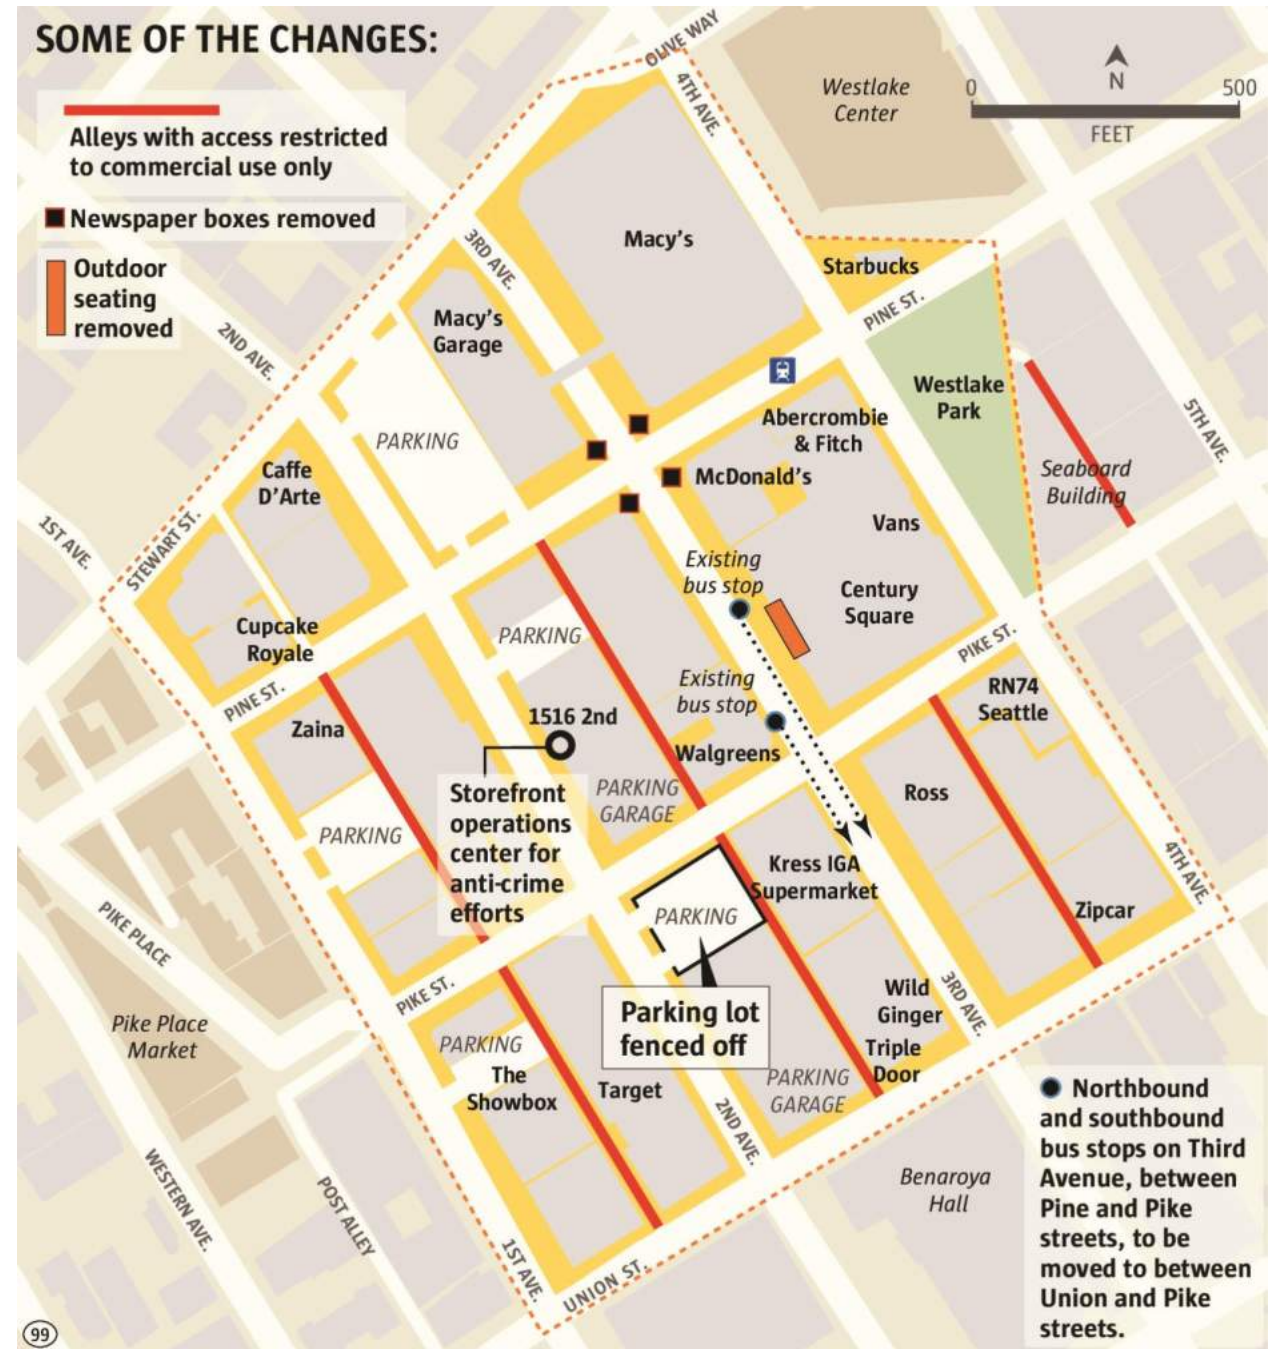 SOME OF THE CHANGES:
Alleys with access restricted
to commercial use only
Newspaper boxes removed
Outdoor
seating
removed
OLIVE WAY
4TH AVE.
Westlake
Center
N
0
500
FEET
Macy's
3RD AVE.
Starbucks
PINE ST.
Macy's
Garage
2ND AVE.
Westlake
Park
Abercrombie
& Fitch
5TH AVE.
PARKING
McDonald's
Seaboard
Building
Caffe
D'Arte
Vans
1ST AVE.
STEWART ST.
Existing
bus stop
Century
Square
Cupcake
Royale
PARKING
PIKE ST.
Existing
bus stop
RN74
Seattle
PINE ST.
Zaina
1516 2nd
Walgreens
Storefront
operations
center for
anti-crime
efforts
PARKING
GARAGE
Ross
PARKING
Kress IGA
Supermarket
4TH AVE.
PARKING
Zipcar
PIKE PLACE
PIKE ST.
Parking lot
fenced off
Wild
Ginger
3RD AVE.
Pike Place
Market
PARKING
The
Showbox
Target
PARKING
GARAGE
Triple
Door
2ND AVE.
Benaroya
Hall
WESTERN AVE.
POST ALLEY
1ST AVE.
UNION ST.
Northbound
and southbound
bus stops on Third
Avenue, between
Pine and Pike
streets, to be
moved to between
Union and Pike
streets.
99